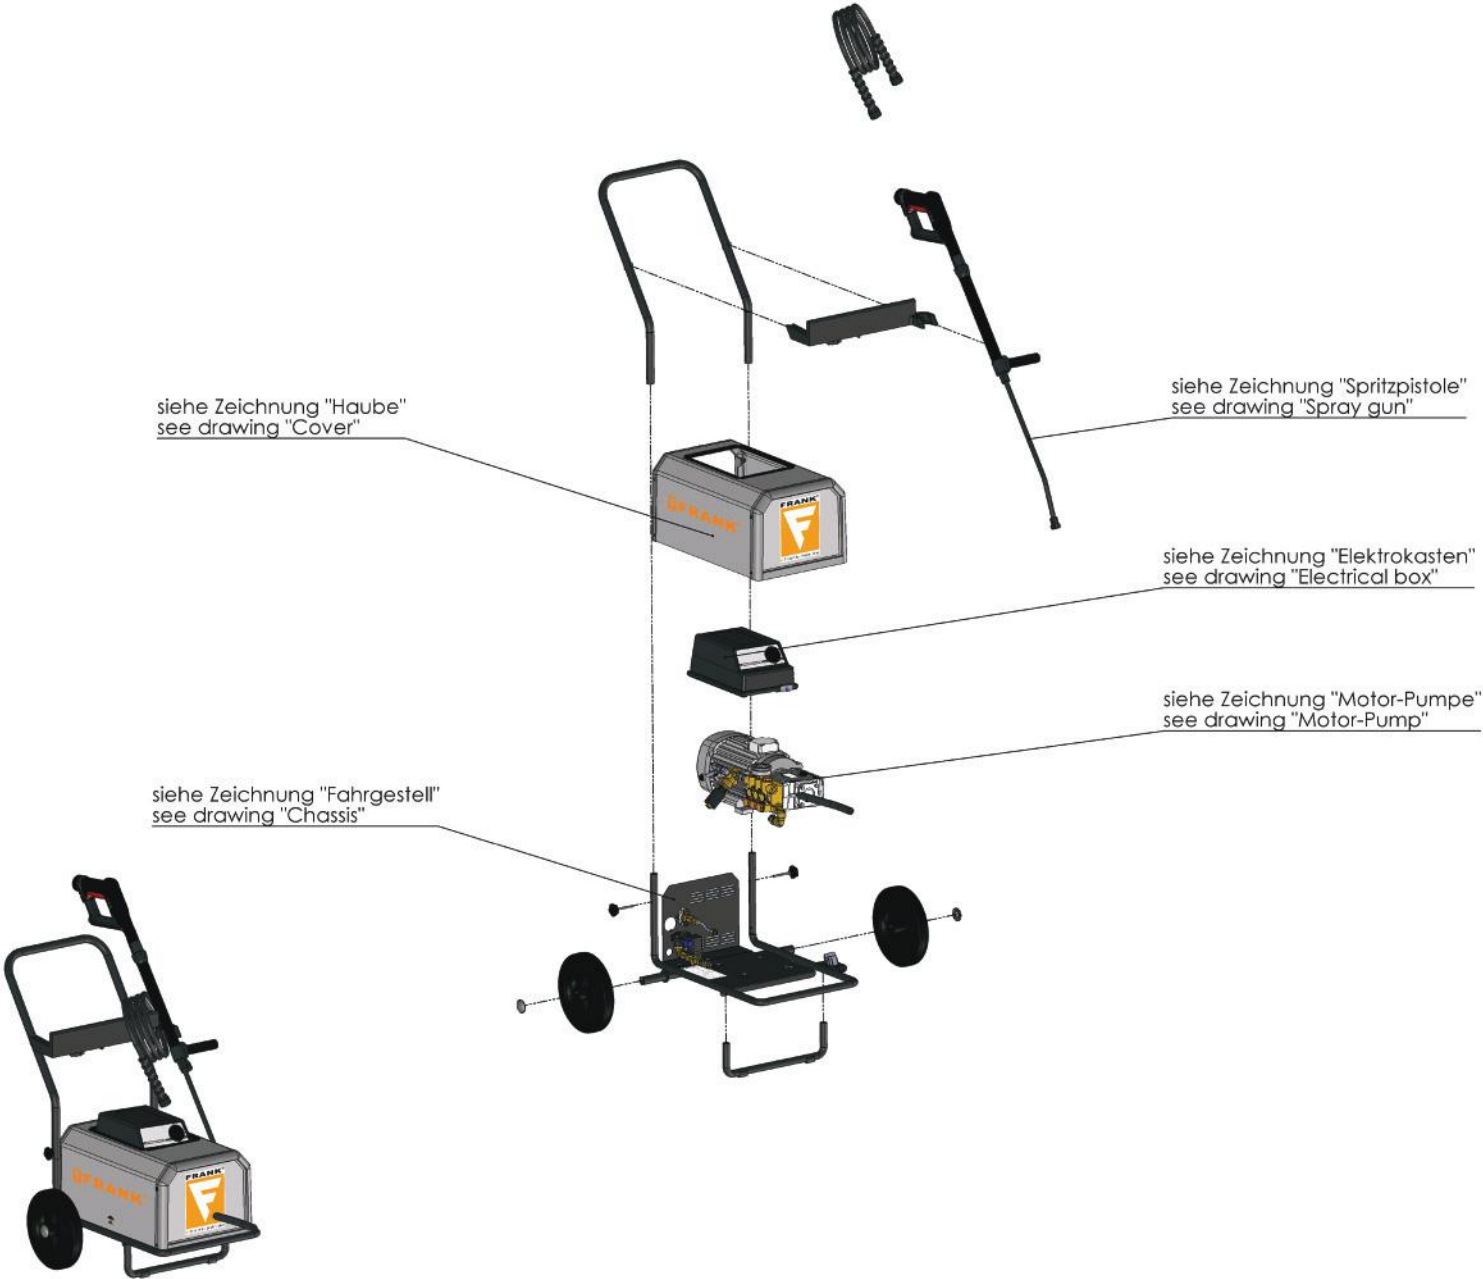 siehe Zeichnung "Haube"
see drawing "Cover"
siehe Zeichnung "Spritzpistole"
see drawing "Spray gun"
FRANK
FRANK
siehe Zeichnung "Elektrokasten"
see drawing "Electrical box"
siehe Zeichnung "Motor-Pumpe"
see drawing "Motor-Pump"
siehe Zeichnung "Fahrgestell"
see drawing "Chassis"
FRANK
FRANK